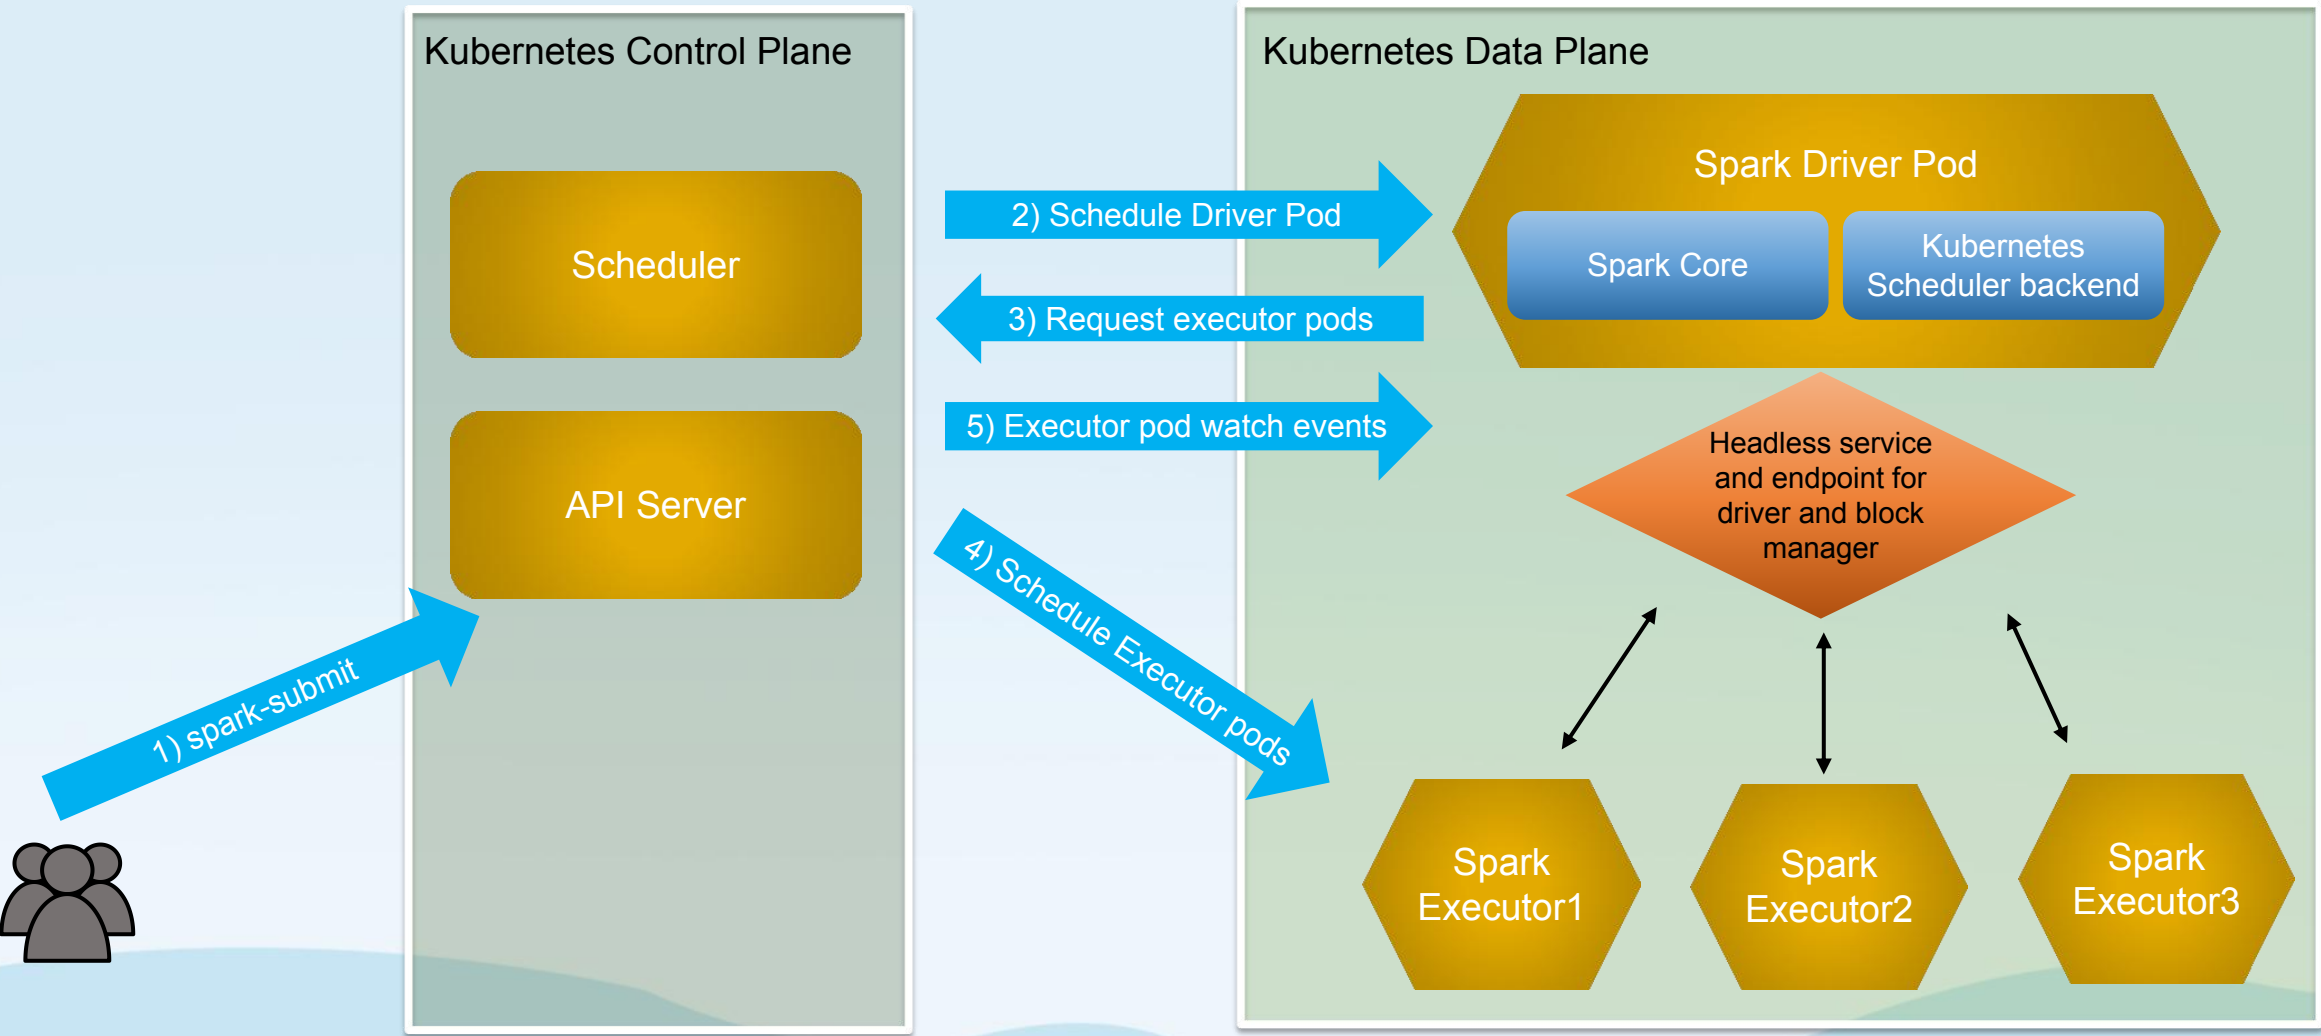 Kubernetes Control Plane
Scheduler
API Server
1) spark-submit
2) Schedule Driver Pod
3) Request executor pods
5) Executor pod watch events
4) Schedule Executor pods
Kubernetes Data Plane
Spark Driver Pod
Spark Core
Kubernetes
Scheduler backend
Headless service
and endpoint for
driver and block
manager
Spark
Executor1
Spark
Executor2
Spark
Executor3